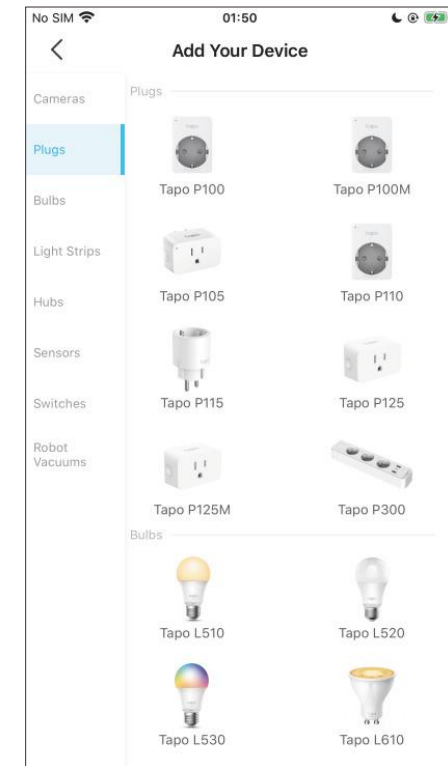 No SIM 01:50
Add Your Device
Cameras
Plugs
Bulbs
Light Strips
Hubs
Sensors
Switches
Robot
Vacuums
Plugs
Tapo P100 Tapo P100M
Tapo P105 Tapo P110
Tapo P115 Tapo P125
Tapo P125M Tapo P300
Bulbs
Tapo L510 Tapo L520
Tapo L530 Tapo L610